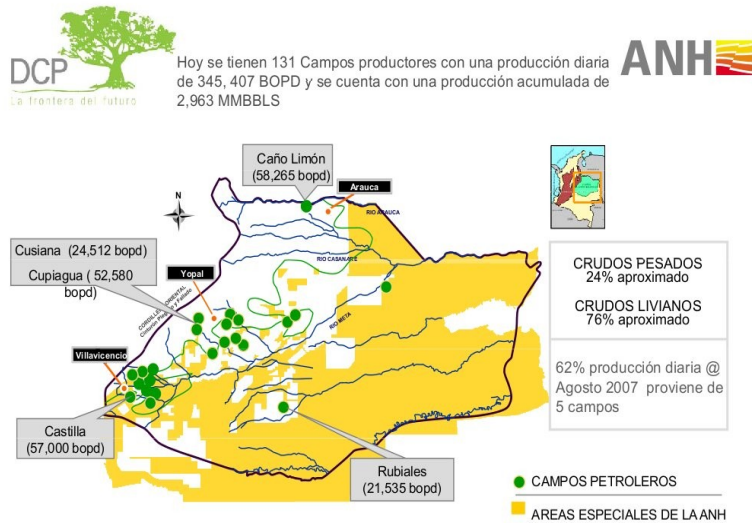 DCP
La frontera del futuro
Hoy se tienen 131 Campos productores con una producción diaria
de 345, 407 BOPD y se cuenta con una producción acumulada de
2,963 MMBBLS
ANH
Caño Limón
(58,265 bopd)
Arauca
N
RIO ARAUCA
RIO CASANARE
Cusiana (24,512 bopd)
Cupiagua ( 52,580
bopd)
Yopal
RIO META
Villavicencio
Castilla
(57,000 bopd)
Rubiales
(21,535 bopd)
CRUDOS PESADOS
24% aproximado
CRUDOS LIVIANOS
76% aproximado
62% producción diaria @
Agosto 2007 proviene de
5 campos
CAMPOS PETROLEROS
AREAS ESPECIALES DE LA ANH